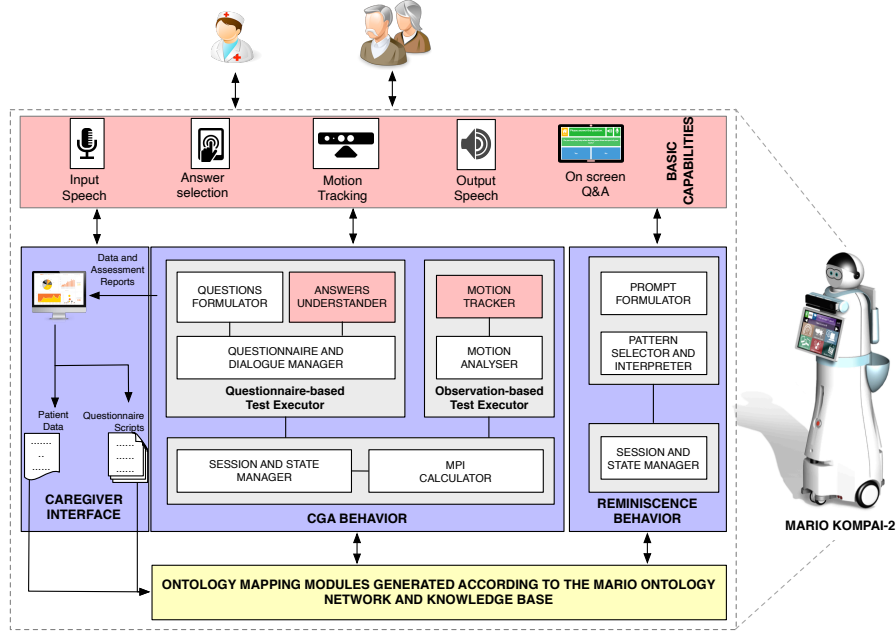 Input
Speech
Answer
selection
Motion
Tracking
Output
Speech
On screen
Q&A
BASIC
CAPABILITIES
Data and
Assessment
Reports
Patient
Data
Questionnaire
Scripts
CAREGIVER
INTERFACE
QUESTIONS
FORMULATOR
ANSWERS
UNDERSTANDER
QUESTIONNAIRE AND
DIALOGUE MANAGER
Questionnaire-based
Test Executor
MOTION
TRACKER
MOTION
ANALYSER
Observation-based
Test Executor
SESSION AND STATE
MANAGER
MPI
CALCULATOR
CGA BEHAVIOR
PROMPT
FORMULATOR
PATTERN
SELECTOR AND
INTERPRETER
SESSION AND
STATE MANAGER
REMINISCENCE
BEHAVIOR
MARIO KOMPAI-2
ONTOLOGY MAPPING MODULES GENERATED ACCORDING TO THE MARIO ONTOLOGY
NETWORK AND KNOWLEDGE BASE